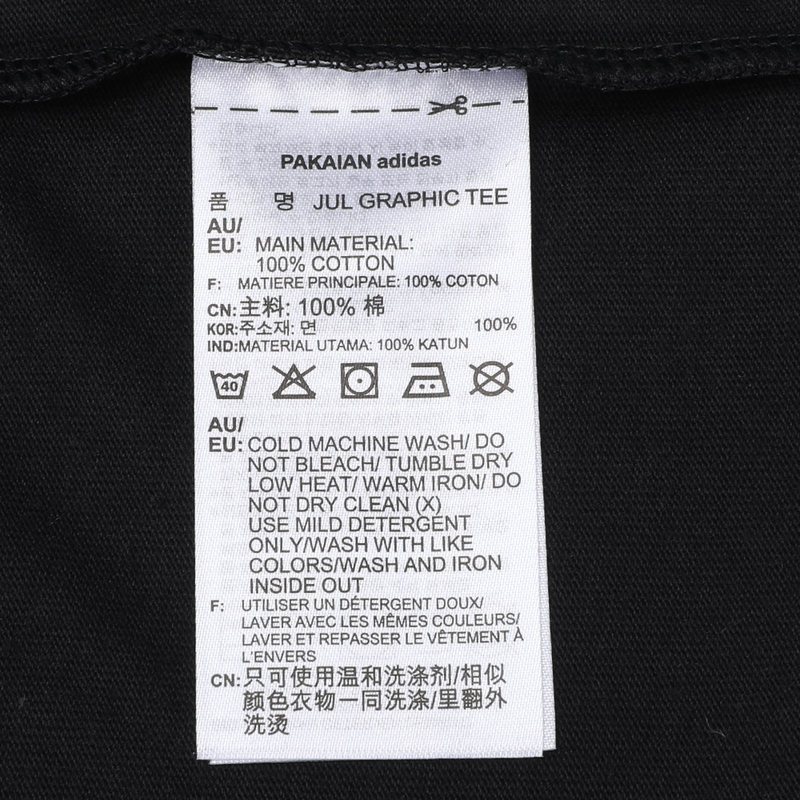 PAKAIAN adidas
품 명 JUL GRAPHIC TEE
AU/
EU: MAIN MATERIAL:
100% COTTON
F: MATIERE PRINCIPALE: 100% COTON
CN:主料: 100% 棉
KOR:주소재: 면 100%
IND:MATERIAL UTAMA: 100% KATUN
40
AU/
EU: COLD MACHINE WASH/ DO
NOT BLEACH/ TUMBLE DRY
LOW HEAT/ WARM IRON/ DO
NOT DRY CLEAN (X)
USE MILD DETERGENT
ONLY/WASH WITH LIKE
COLORS/WASH AND IRON
INSIDE OUT
F: UTILISER UN DÉTERGENT DOUX/
LAVER AVEC LES MÊMES COULEURS/
LAVER ET REPASSER LE VÊTEMENT À
L'ENVERS
CN:只可使用温和洗涤剂/相似
颜色衣物一同洗涤/里翻外
洗烫